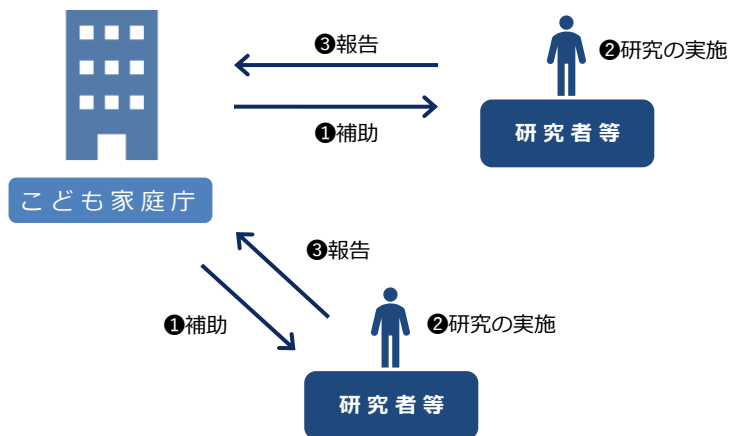 ❸報告
❷研究の実施
❶補助
研究者等
こども家庭庁
❸報告
❶補助
❷研究の実施
研究者等